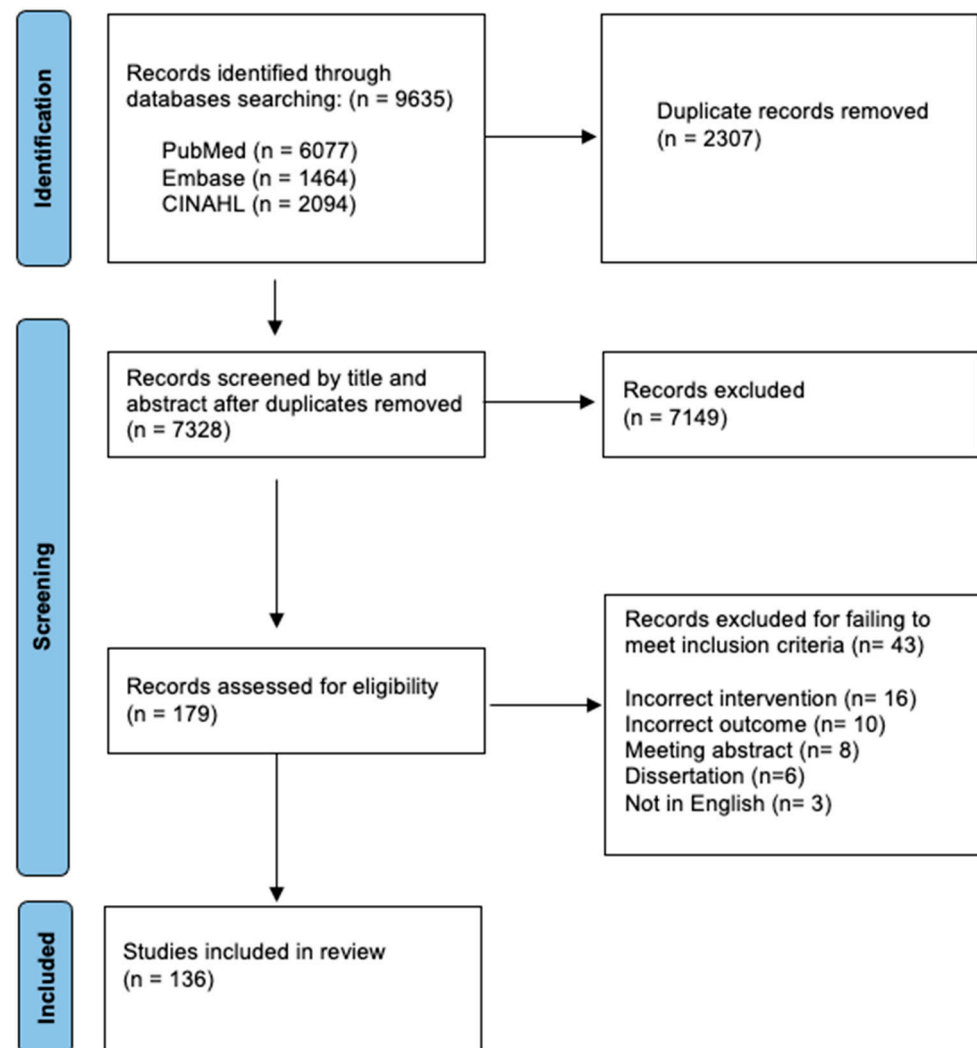 Identification
Records identified through
databases searching: (n = 9635)
PubMed (n = 6077)
Embase (n = 1464)
CINAHL (n = 2094)
Duplicate records removed
(n = 2307)
Screening
Records screened by title and
abstract after duplicates removed
(n = 7328)
Records excluded
(n = 7149)
Records assessed for eligibility
(n = 179)
Records excluded for failing to
meet inclusion criteria (n= 43)
Incorrect intervention (n= 16)
Incorrect outcome (n= 10)
Meeting abstract (n= 8)
Dissertation (n=6)
Not in English (n= 3)
Included
Studies included in review
(n = 136)